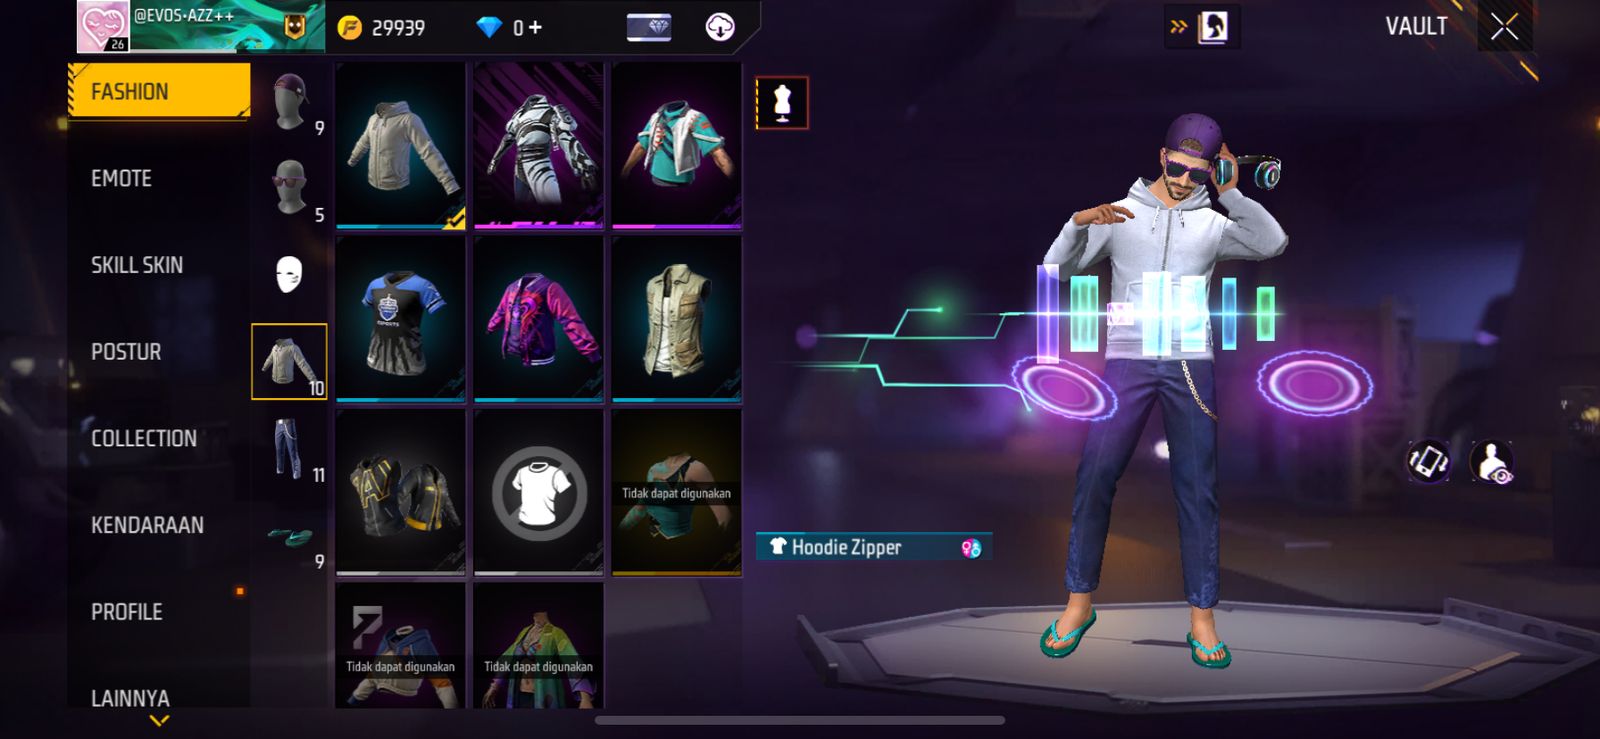 @EVOS•AZZ++
26
29939
0 +
VAULT
FASHION
EMOTE
SKILL SKIN
POSTUR
COLLECTION
KENDARAAN
PROFILE
LAINNYA
9
5
10
11
9
ESPORTS
A
Tidak dapat digunakan
Tidak dapat digunakan
Tidak dapat digunakan
Hoodie Zipper